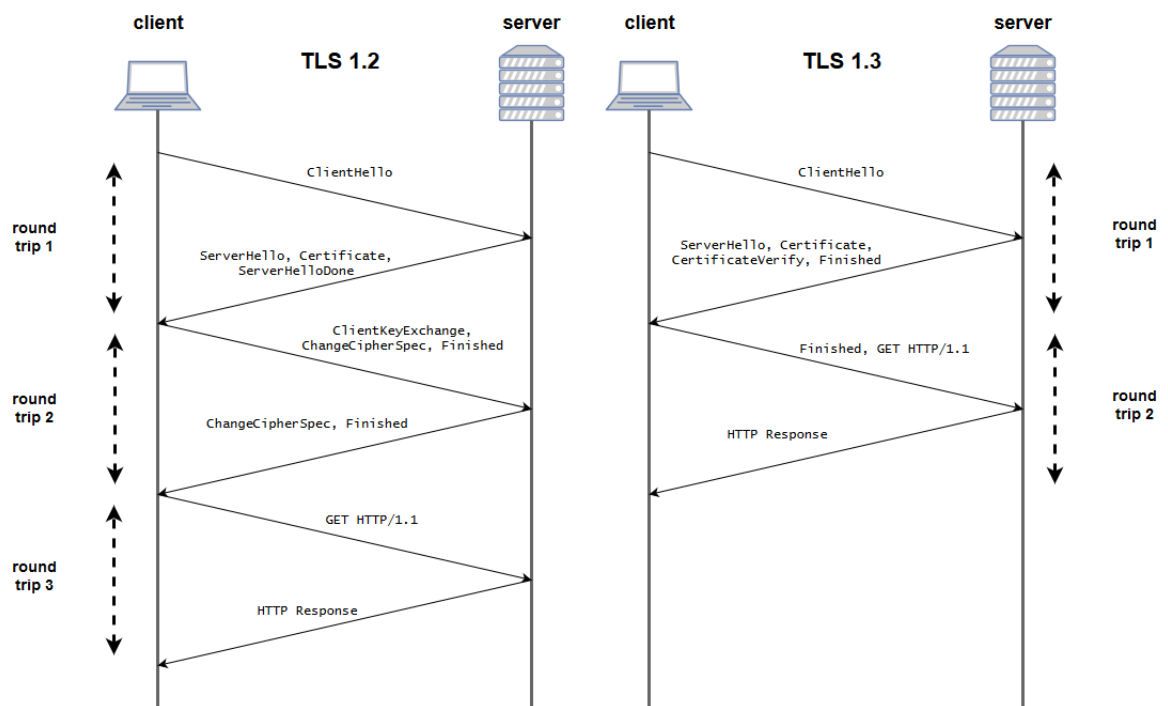 client
server
TLS 1.2
ClientHello
round
trip 1
ServerHello, Certificate,
ServerHelloDone
ClientKeyExchange,
ChangeCipherSpec, Finished
round
trip 2
ChangeCipherSpec, Finished
GET HTTP/1.1
round
trip 3
HTTP Response
client
server
TLS 1.3
ClientHello
round
trip 1
ServerHello, Certificate,
CertificateVerify, Finished
Finished, GET HTTP/1.1
round
trip 2
HTTP Response